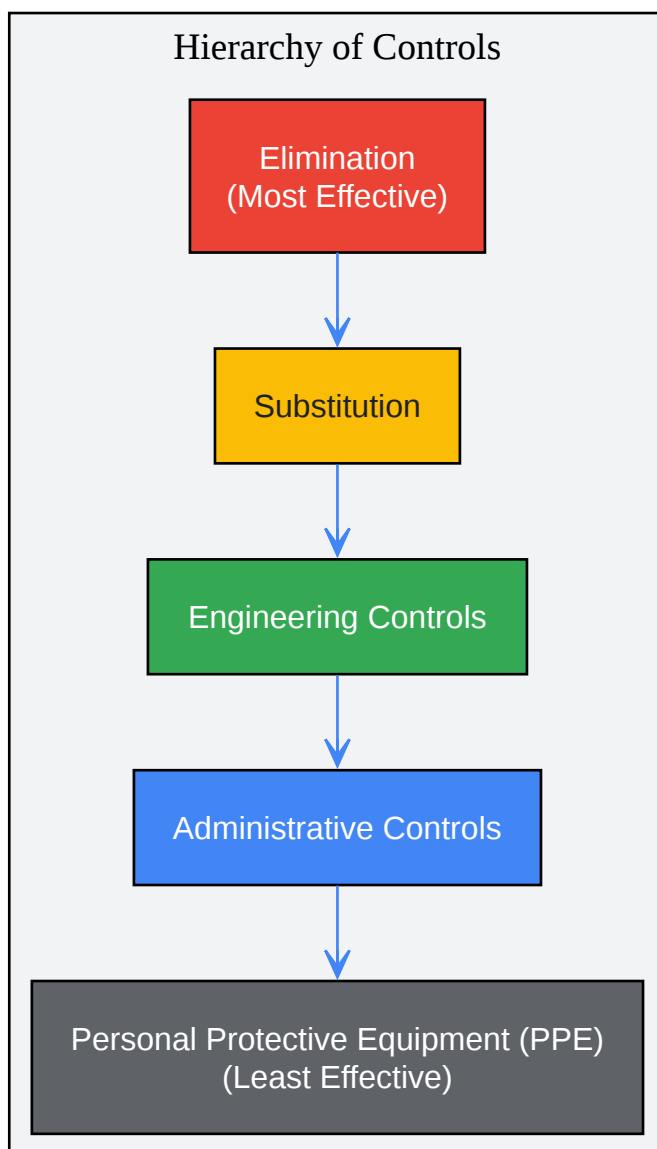 Hierarchy of Controls
Elimination
(Most Effective)
Substitution
Engineering Controls
Administrative Controls
Personal Protective Equipment (PPE)
(Least Effective)